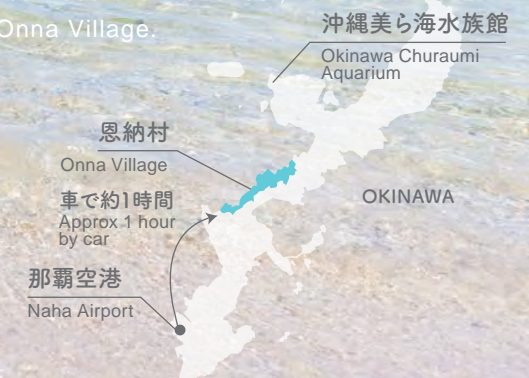 Onna Village.
沖縄美ら海水族館
Okinawa Churaumi
Aquarium
恩納村
Onna Village
車で約1時間
Approx 1 hour
by car
OKINAWA
那覇空港
Naha Airport